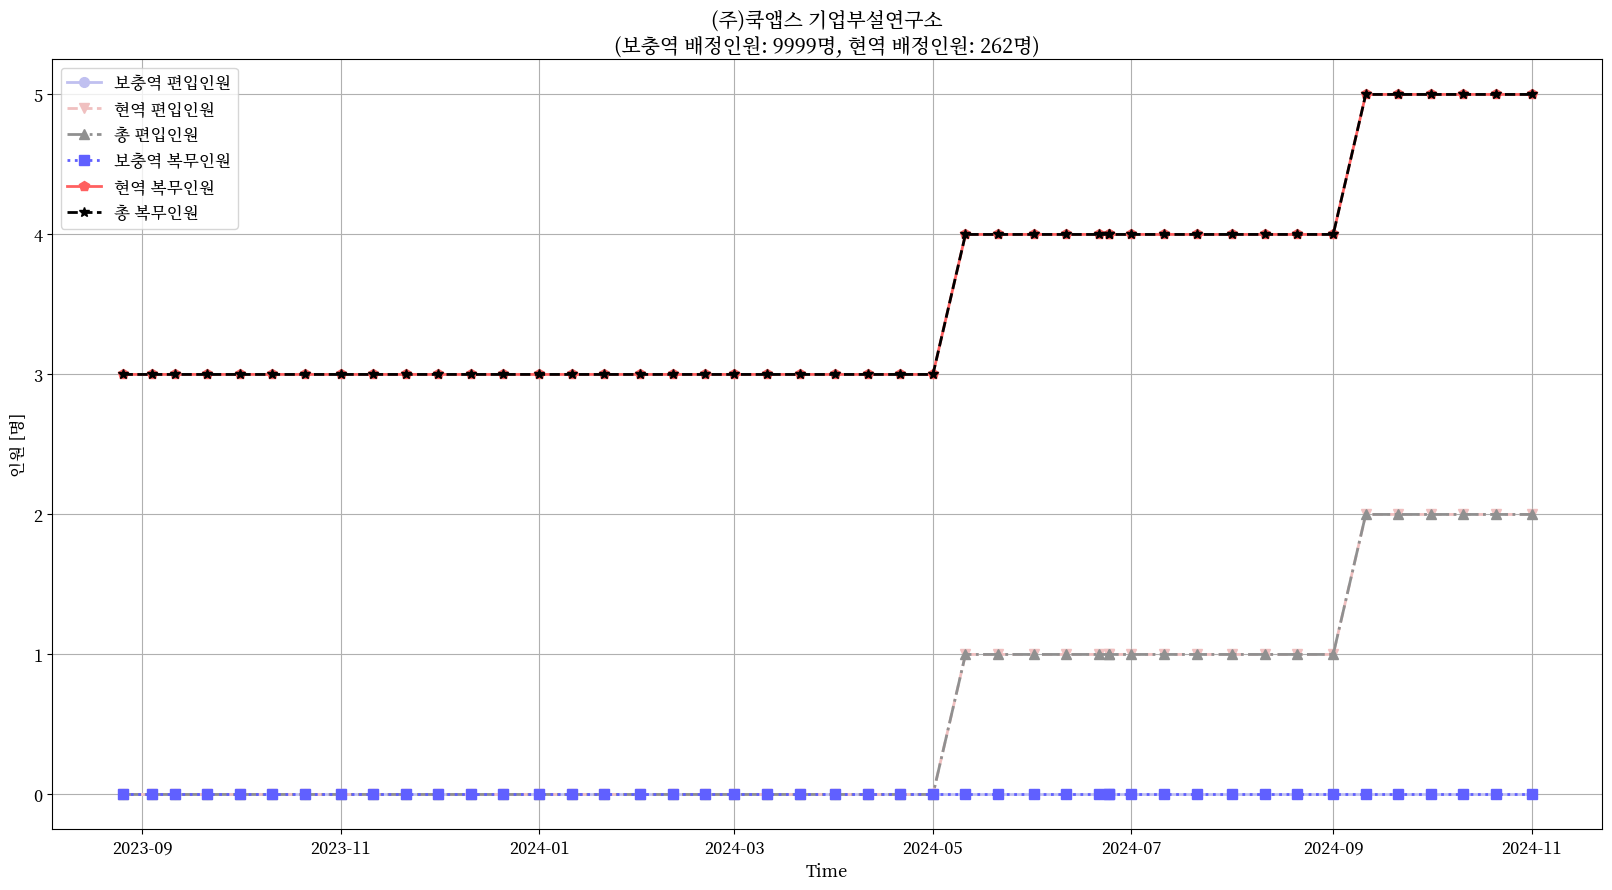 (주)쿡앱스 기업부설연구소
(보충역 배정인원: 9999명, 현역 배정인원: 262명)
보충역 편입인원
현역 편입인원
총 편입인원
보충역 복무인원
현역 복무인원
총 복무인원
5
4
3
2
1
0
인원 [명]
2023-09 2023-11 2024-01 2024-03 2024-05 2024-07 2024-09 2024-11
Time